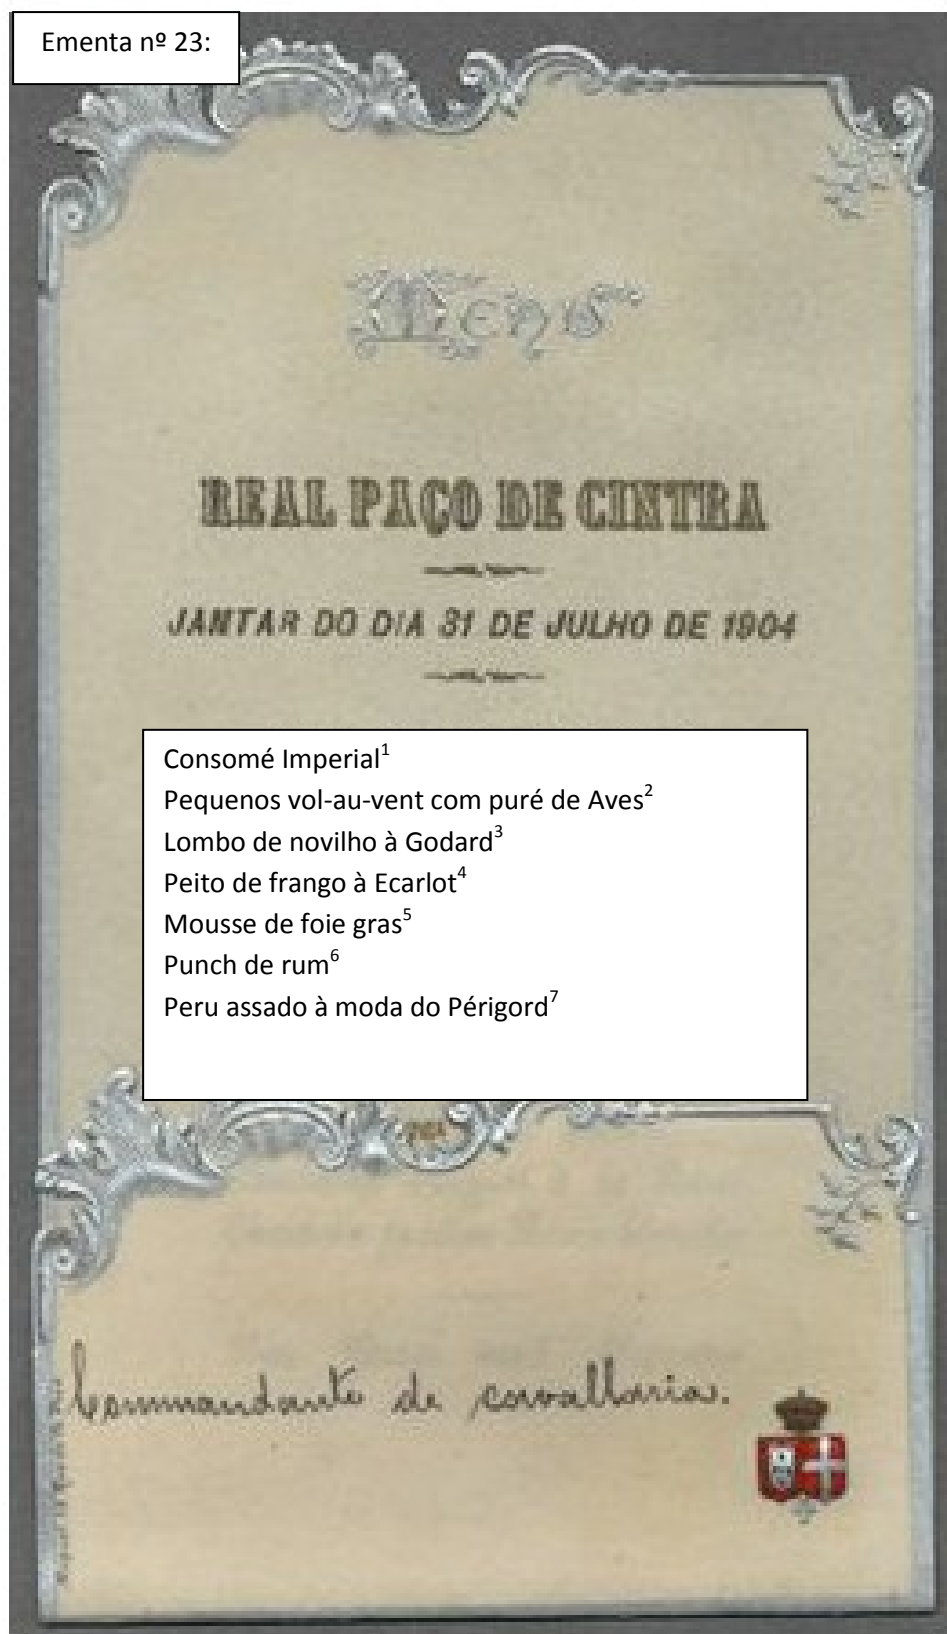 Ementa nº 23:
Menus
REAL PAÇO DE CINTRA
JANTAR DO DIA 31 DE JULHO DE 1904
Consomé Imperial¹
Pequenos vol-au-vent com puré de Aves²
Lombo de novilho à Godard³
Peito de frango à Ecarlot⁴
Mousse de foie gras⁵
Punch de rum⁶
Peru assado à moda do Périgord⁷
Commandante de cavallaria.